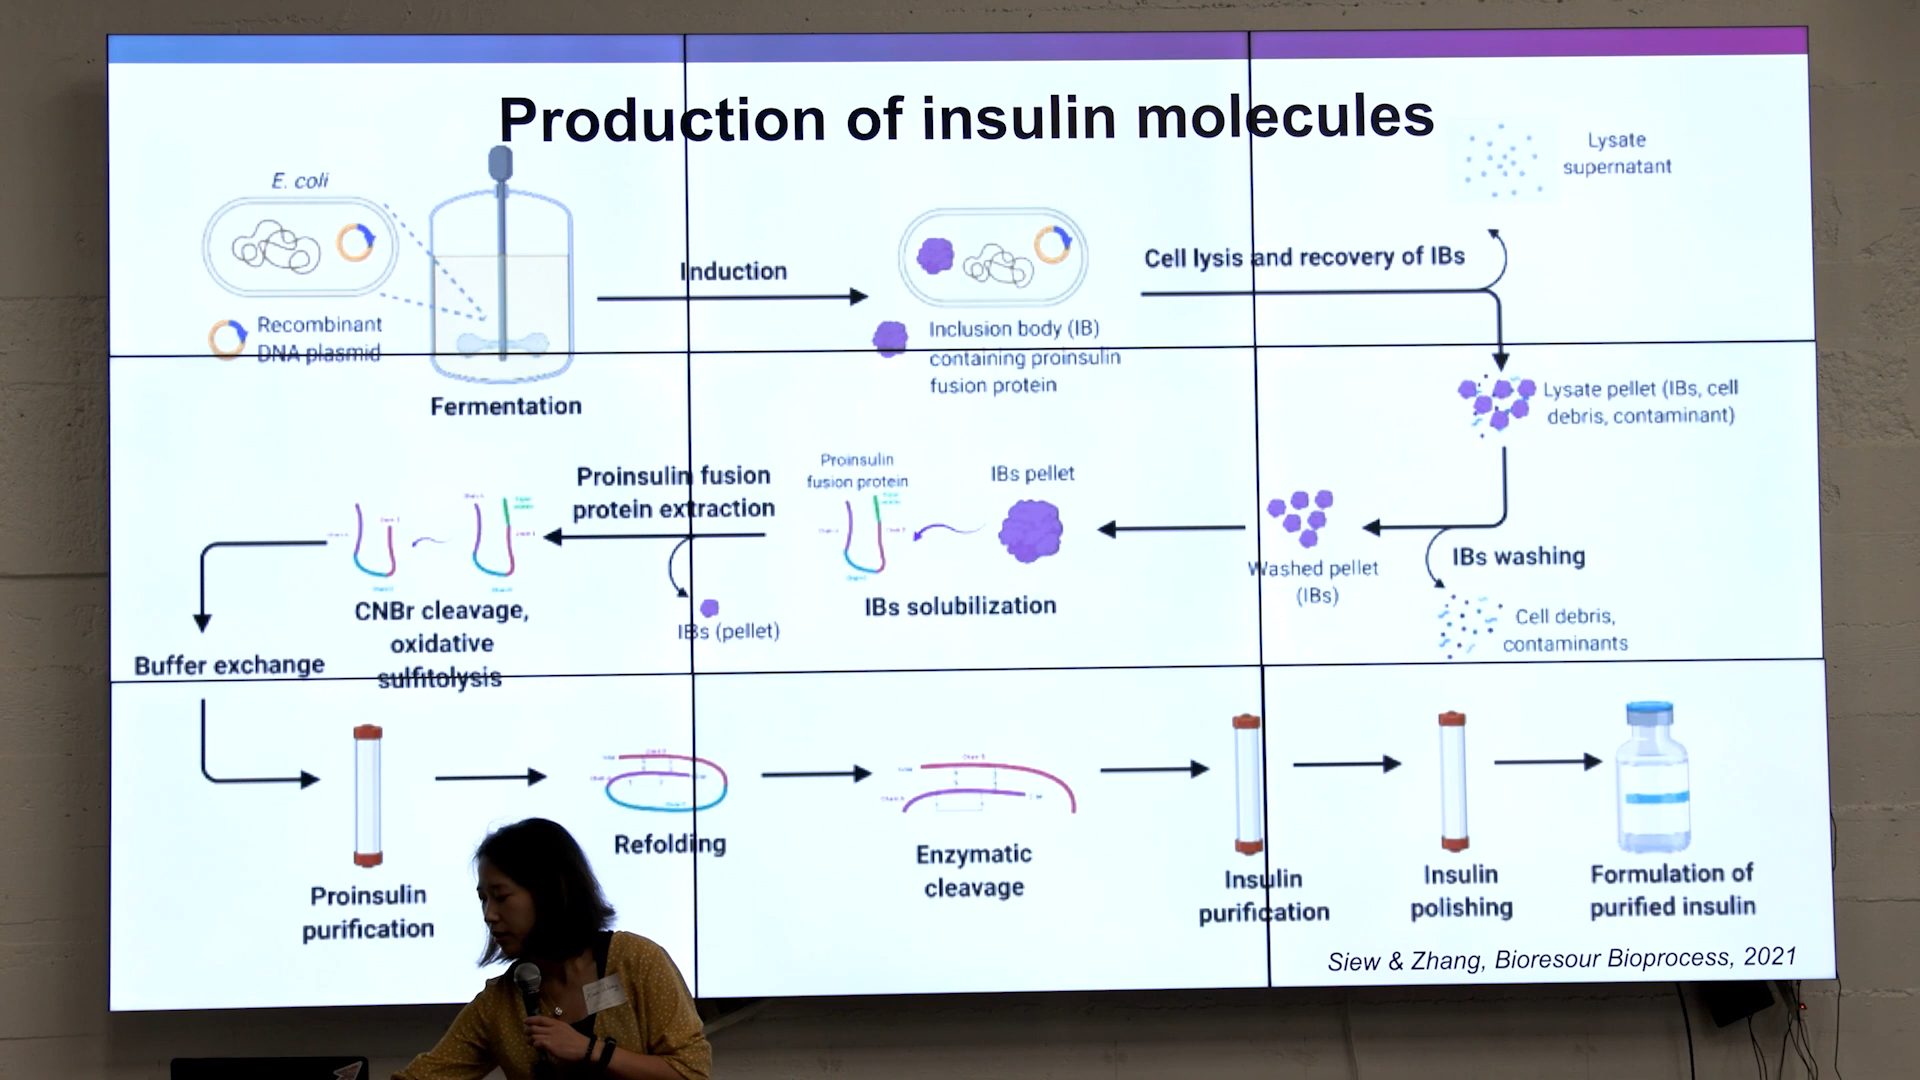 Production of insulin molecules
Lysate
supernatant
E. coli
Recombinant
DNA plasmid
Fermentation
Induction
Inclusion body (IB)
containing proinsulin
fusion protein
Cell lysis and recovery of IBs
Lysate pellet (IBs, cell
debris, contaminant)
IBs washing
Cell debris,
contaminants
Washed pellet
(IBs)
IBs pellet
Proinsulin
fusion protein
IBs solubilization
Proinsulin fusion
protein extraction
IBs (pellet)
CNBr cleavage,
oxidative
sulfitolysis
Buffer exchange
Proinsulin
purification
Refolding
Enzymatic
cleavage
Insulin
purification
Insulin
polishing
Formulation of
purified insulin
Siew & Zhang, Bioresour Bioprocess, 2021